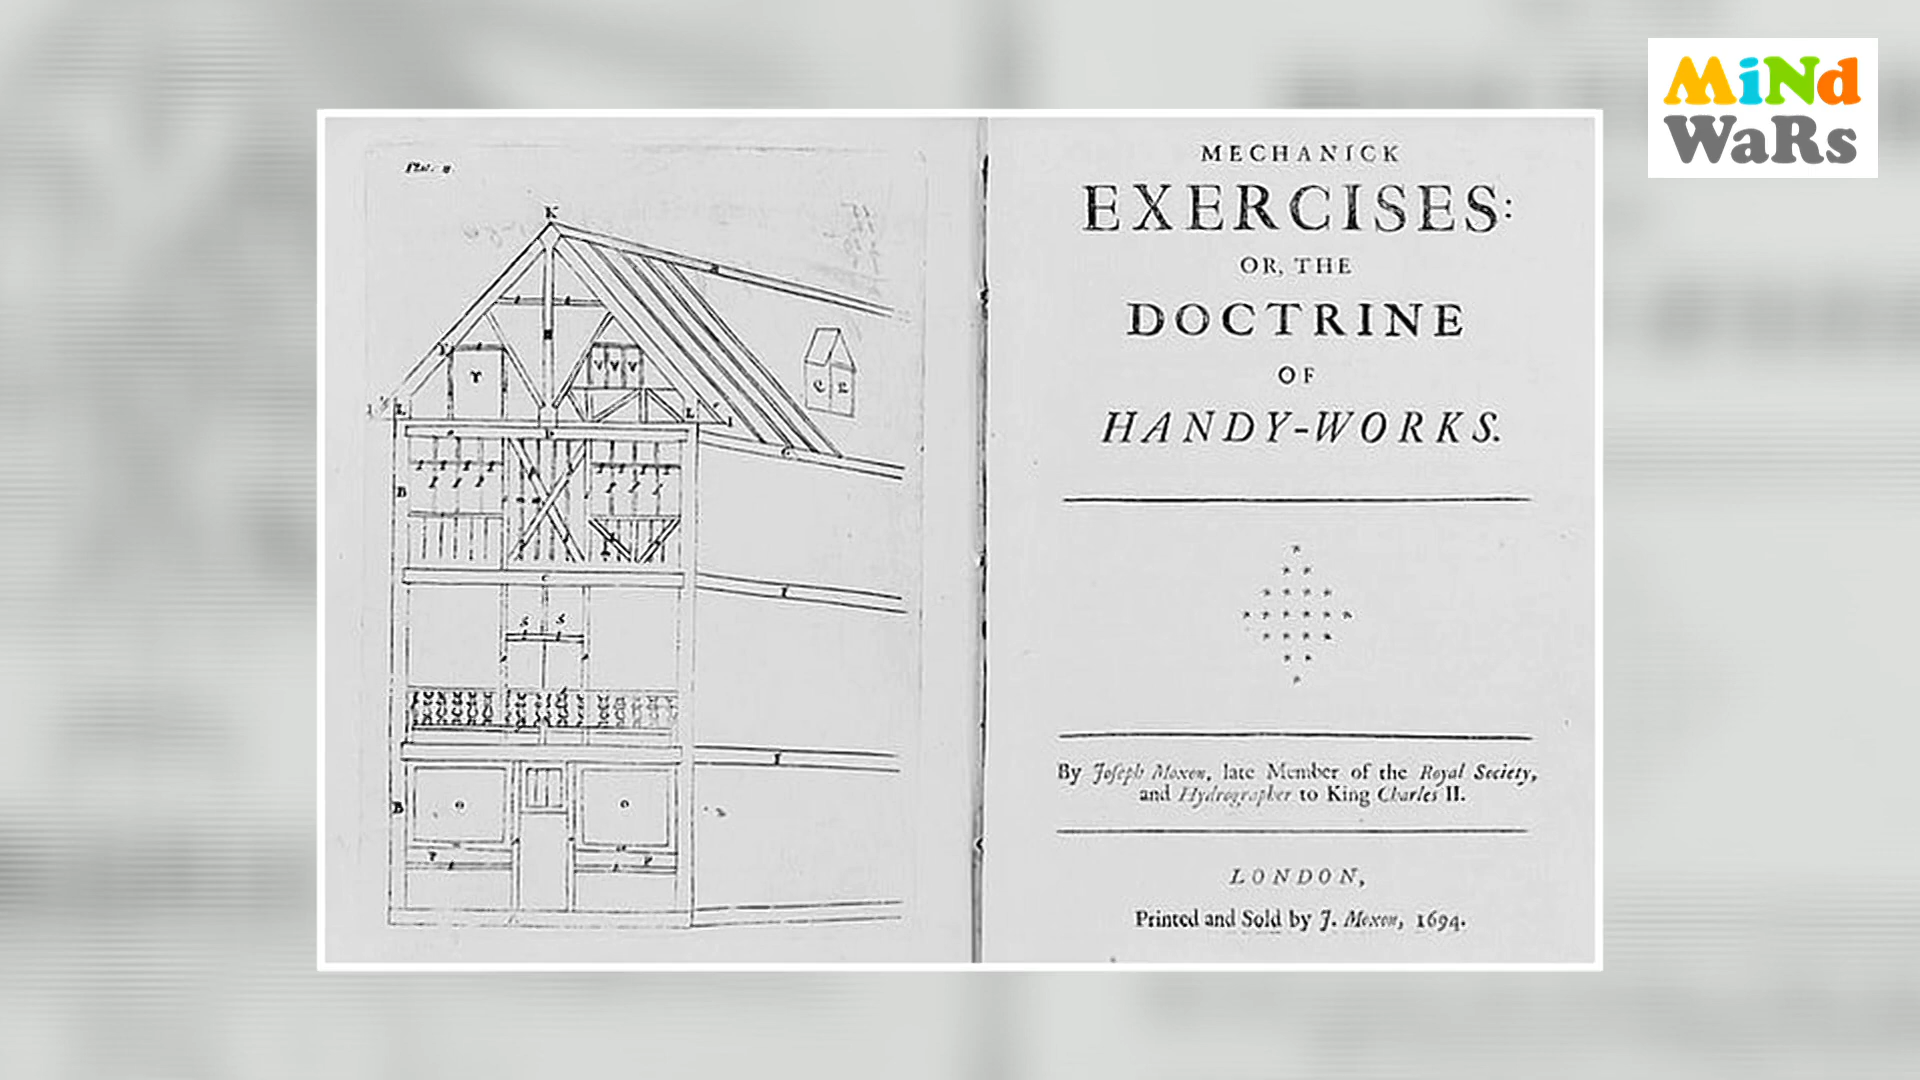 MiNd
WaRs
MECHANICK
EXERCISES:
OR, THE
DOCTRINE
OF
HANDY-WORKS.
By Joſeph Moxon, late Member of the Royal Society,
and Hydrographer to King Charles II.
LONDON,
Printed and Sold by J. Moxon, 1694.